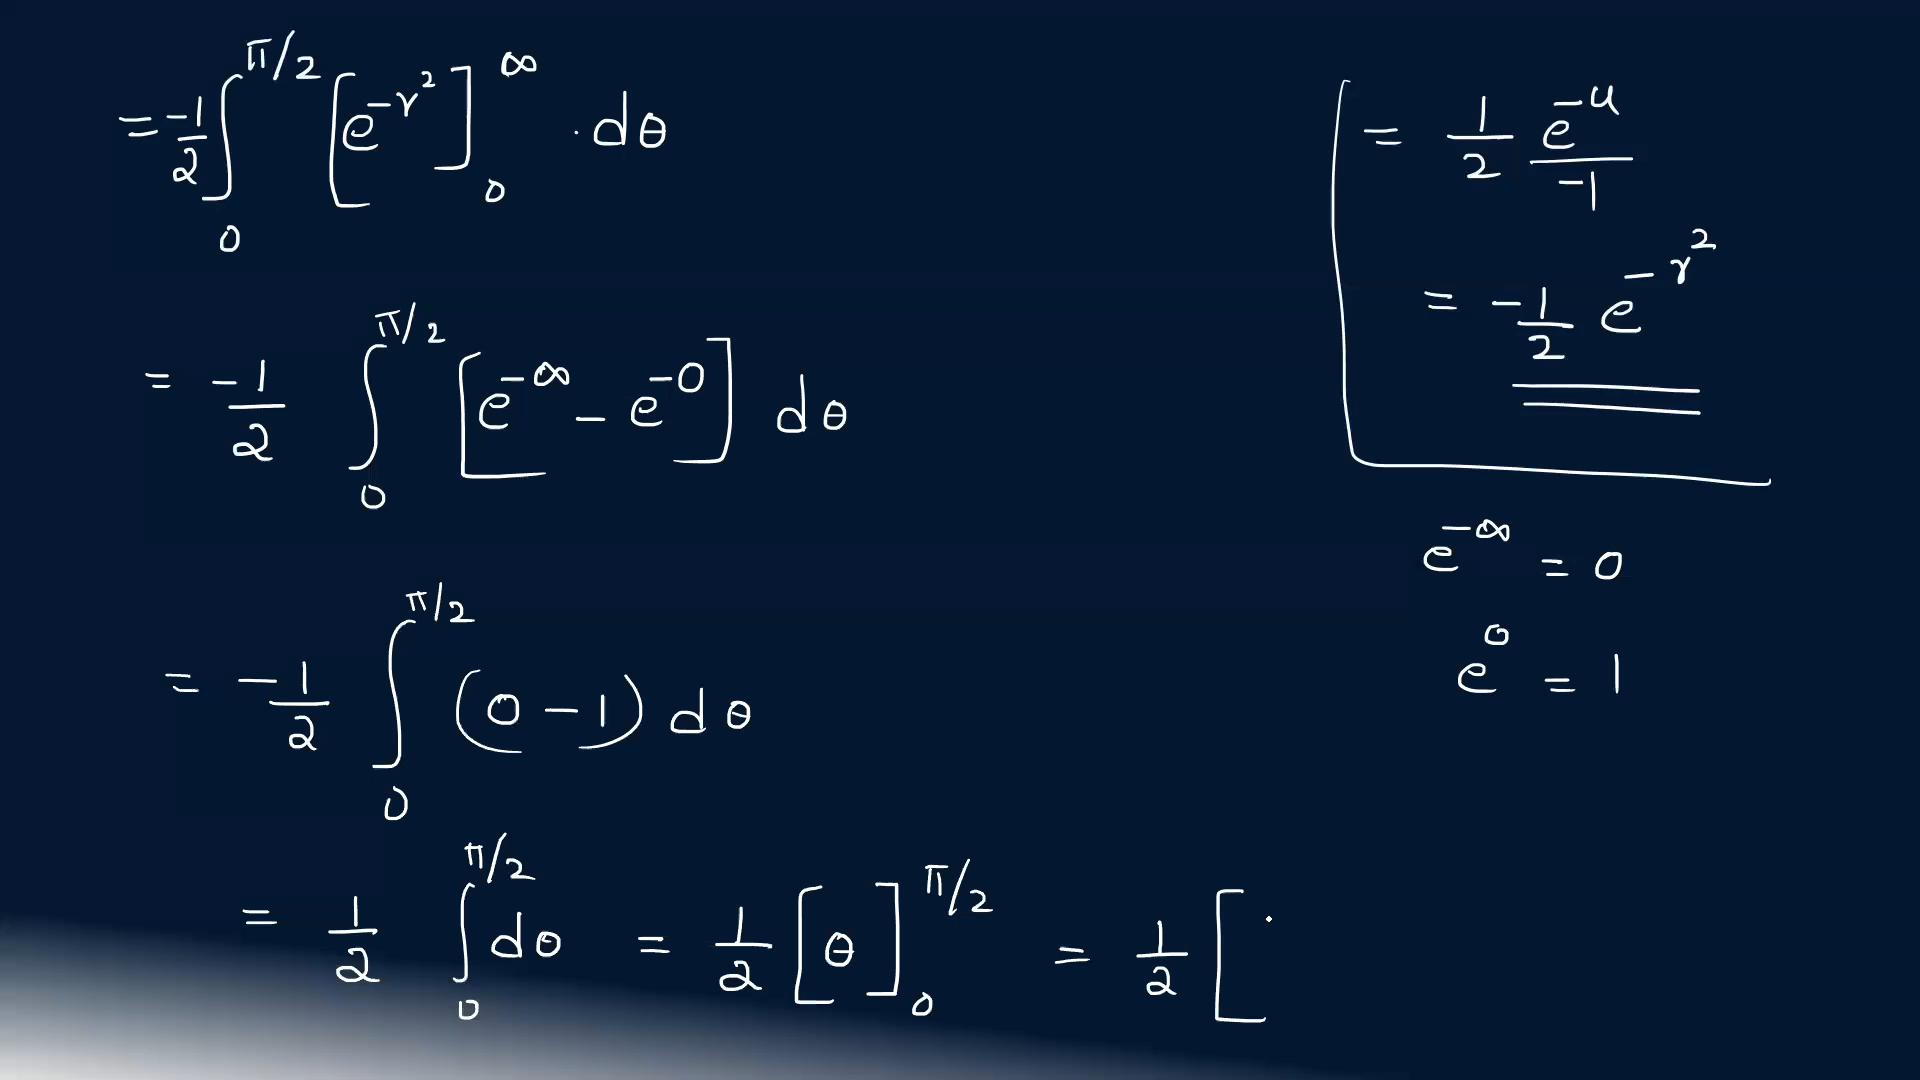 = -1/2 ∫₀^{π/2} [e^{-r²}]₀^∞ · dθ
= -1/2 ∫₀^{π/2} [e^{-∞} - e^{-0}] dθ
= -1/2 ∫₀^{π/2} (0 - 1) dθ
= 1/2 ∫₀^{π/2} dθ = 1/2 [θ]₀^{π/2} = 1/2 [
= 1/2 e^{-u}/-1
= -1/2 e^{-r²}
e^{-∞} = 0
e^0 = 1